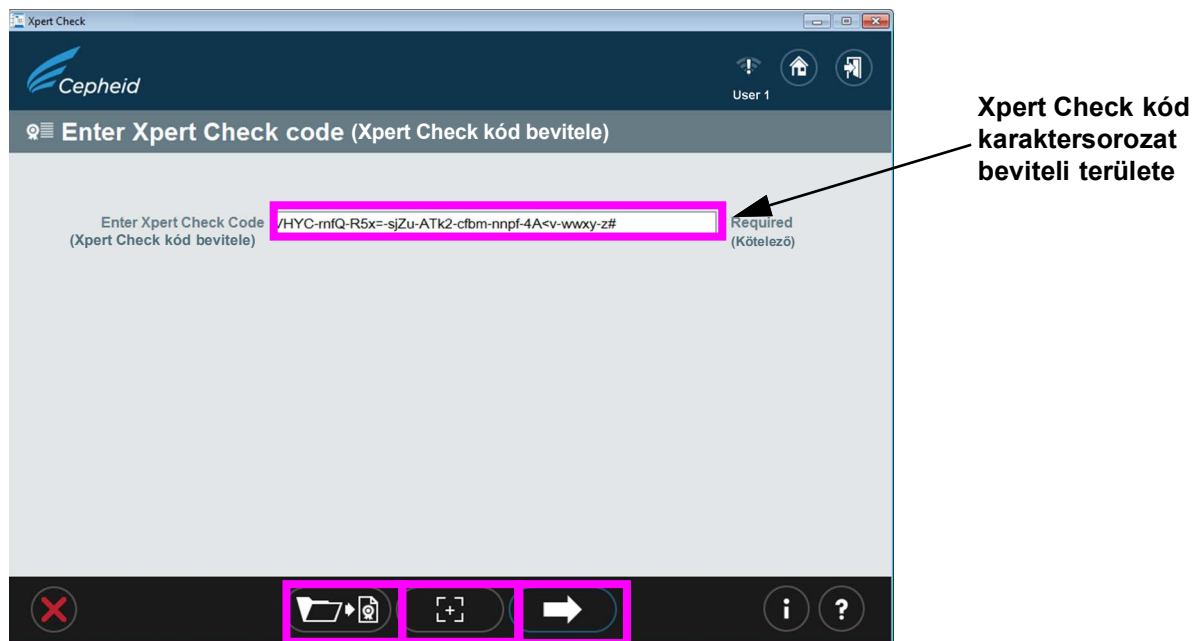 Xpert Check
Cepheid
User 1
Enter Xpert Check code (Xpert Check kód bevitele)
Xpert Check kód
karaktersorozat
beviteli területe
Enter Xpert Check Code
(Xpert Check kód bevitele)
/HYC-rnfQ-R5x=-sjZu-ATk2-cfbm-nnpf-4A<v-wwxy-z#
Required
(Kötelező)